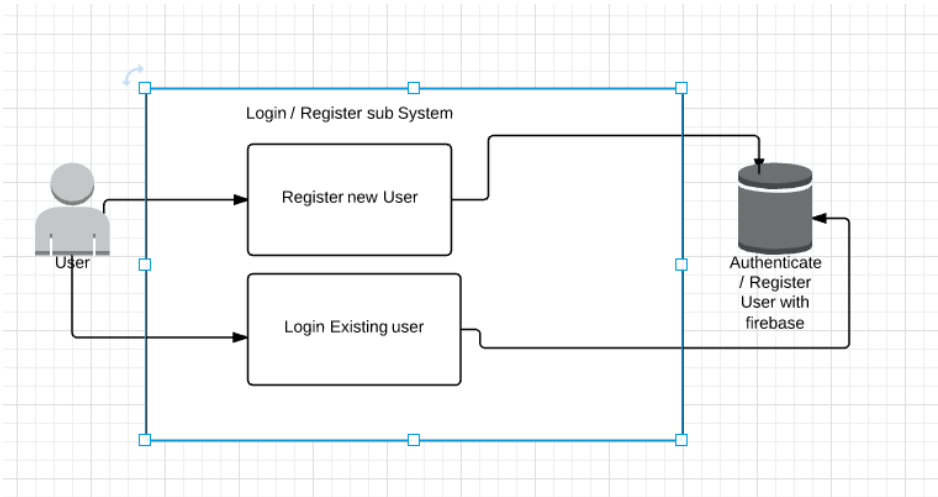 Login / Register sub System
Register new User
User
Login Existing user
Authenticate
/ Register
User with
firebase